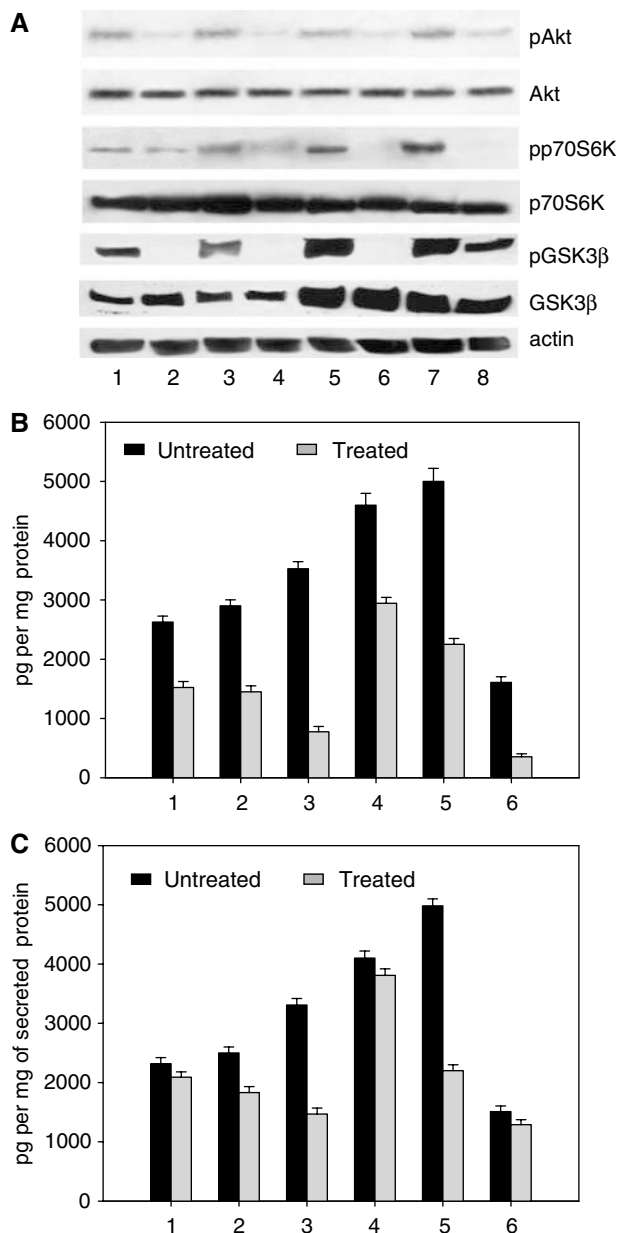 A
pAkt
Akt
pp70S6K
p70S6K
pGSK3β
GSK3β
actin
1 2 3 4 5 6 7 8
B
6000
5000
4000
3000
2000
1000
0
Untreated Treated
pg per mg protein
1 2 3 4 5 6
C
6000
5000
4000
3000
2000
1000
0
Untreated Treated
pg per mg of secreted protein
1 2 3 4 5 6